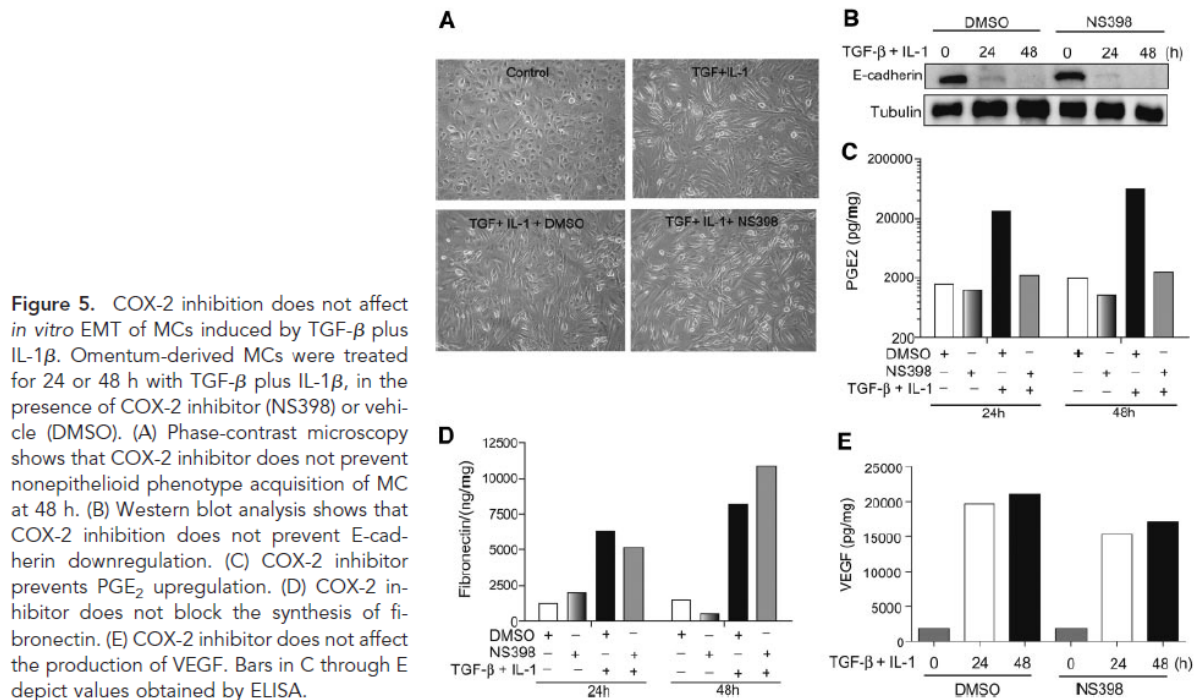 Figure 5. COX-2 inhibition does not affect
in vitro EMT of MCs induced by TGF-β plus
IL-1β. Omentum-derived MCs were treated
for 24 or 48 h with TGF-β plus IL-1β, in the
presence of COX-2 inhibitor (NS398) or vehi-
cle (DMSO). (A) Phase-contrast microscopy
shows that COX-2 inhibitor does not prevent
nonepithelioid phenotype acquisition of MC
at 48 h. (B) Western blot analysis shows that
COX-2 inhibition does not prevent E-cad-
herin downregulation. (C) COX-2 inhibitor
prevents PGE₂ upregulation. (D) COX-2 in-
hibitor does not block the synthesis of fi-
bronectin. (E) COX-2 inhibitor does not affect
the production of VEGF. Bars in C through E
depict values obtained by ELISA.
A
Control
TGF+IL-1
TGF+ IL-1 + DMSO
TGF+ IL-1+ NS398
B
DMSO NS398
TGF-β + IL-1 0 24 48 0 24 48 (h)
E-cadherin
Tubulin
C
PGE2 (pg/mg)
200000
20000
2000
200
DMSO + – + – + – + –
NS398 – + – + – + – +
TGF-β + IL-1 – – + + – – + +
24h 48h
D
Fibronectin/(ng/mg)
12500
10000
7500
5000
2500
0
DMSO + – + – + – + –
NS398 – + – + – + – +
TGF-β + IL-1 – – + + – – + +
24h 48h
E
VEGF (pg/mg)
25000
20000
15000
10000
5000
0
TGF-β + IL-1 0 24 48 0 24 48 (h)
DMSO NS398